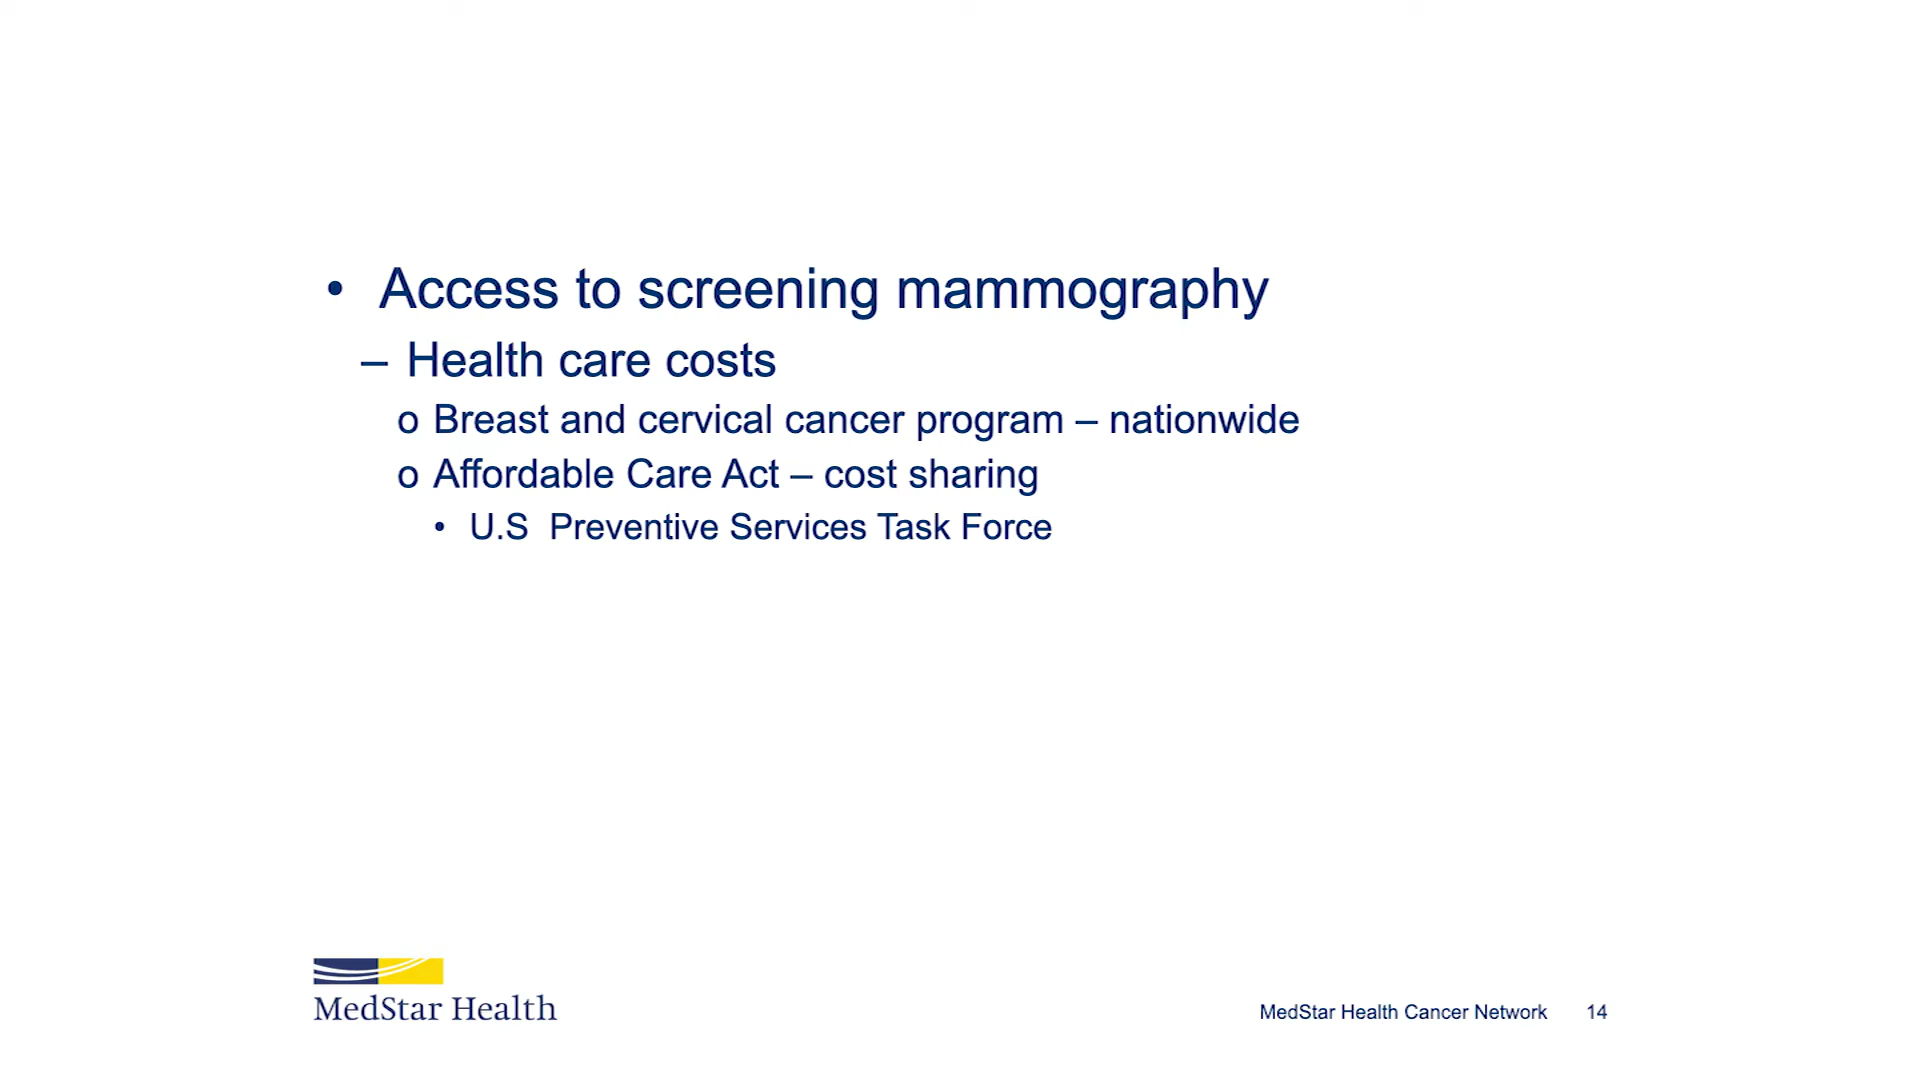 • Access to screening mammography
– Health care costs
o Breast and cervical cancer program – nationwide
o Affordable Care Act – cost sharing
• U.S  Preventive Services Task Force
MedStar Health
MedStar Health Cancer Network 14